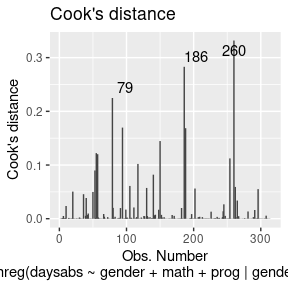 Cook's distance
0.3
0.2
0.1
0.0
Cook's distance
79
186
260
0
100
200
300
Obs. Number
nreg(daysabs ~ gender + math + prog | gende